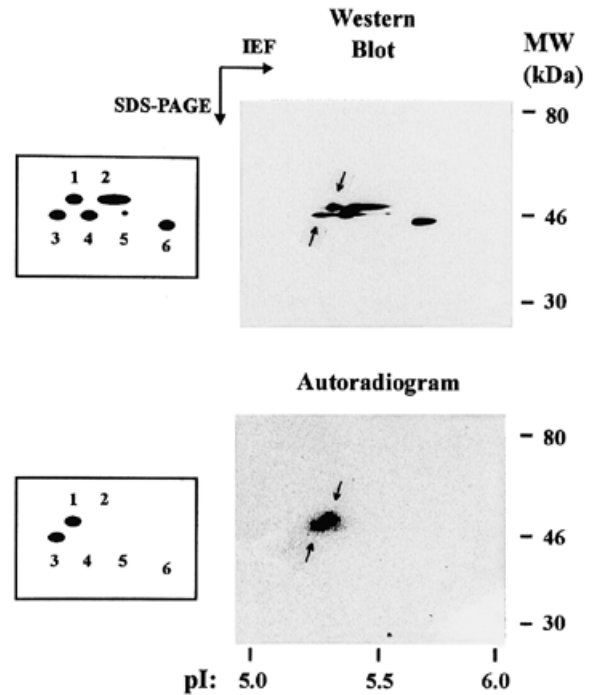 Western
Blot
IEF
MW
(kDa)
SDS-PAGE
80
1 2
46
3 4 5 6
30
Autoradiogram
80
1 2
46
3 4 5 6
30
pI: 5.0 5.5 6.0